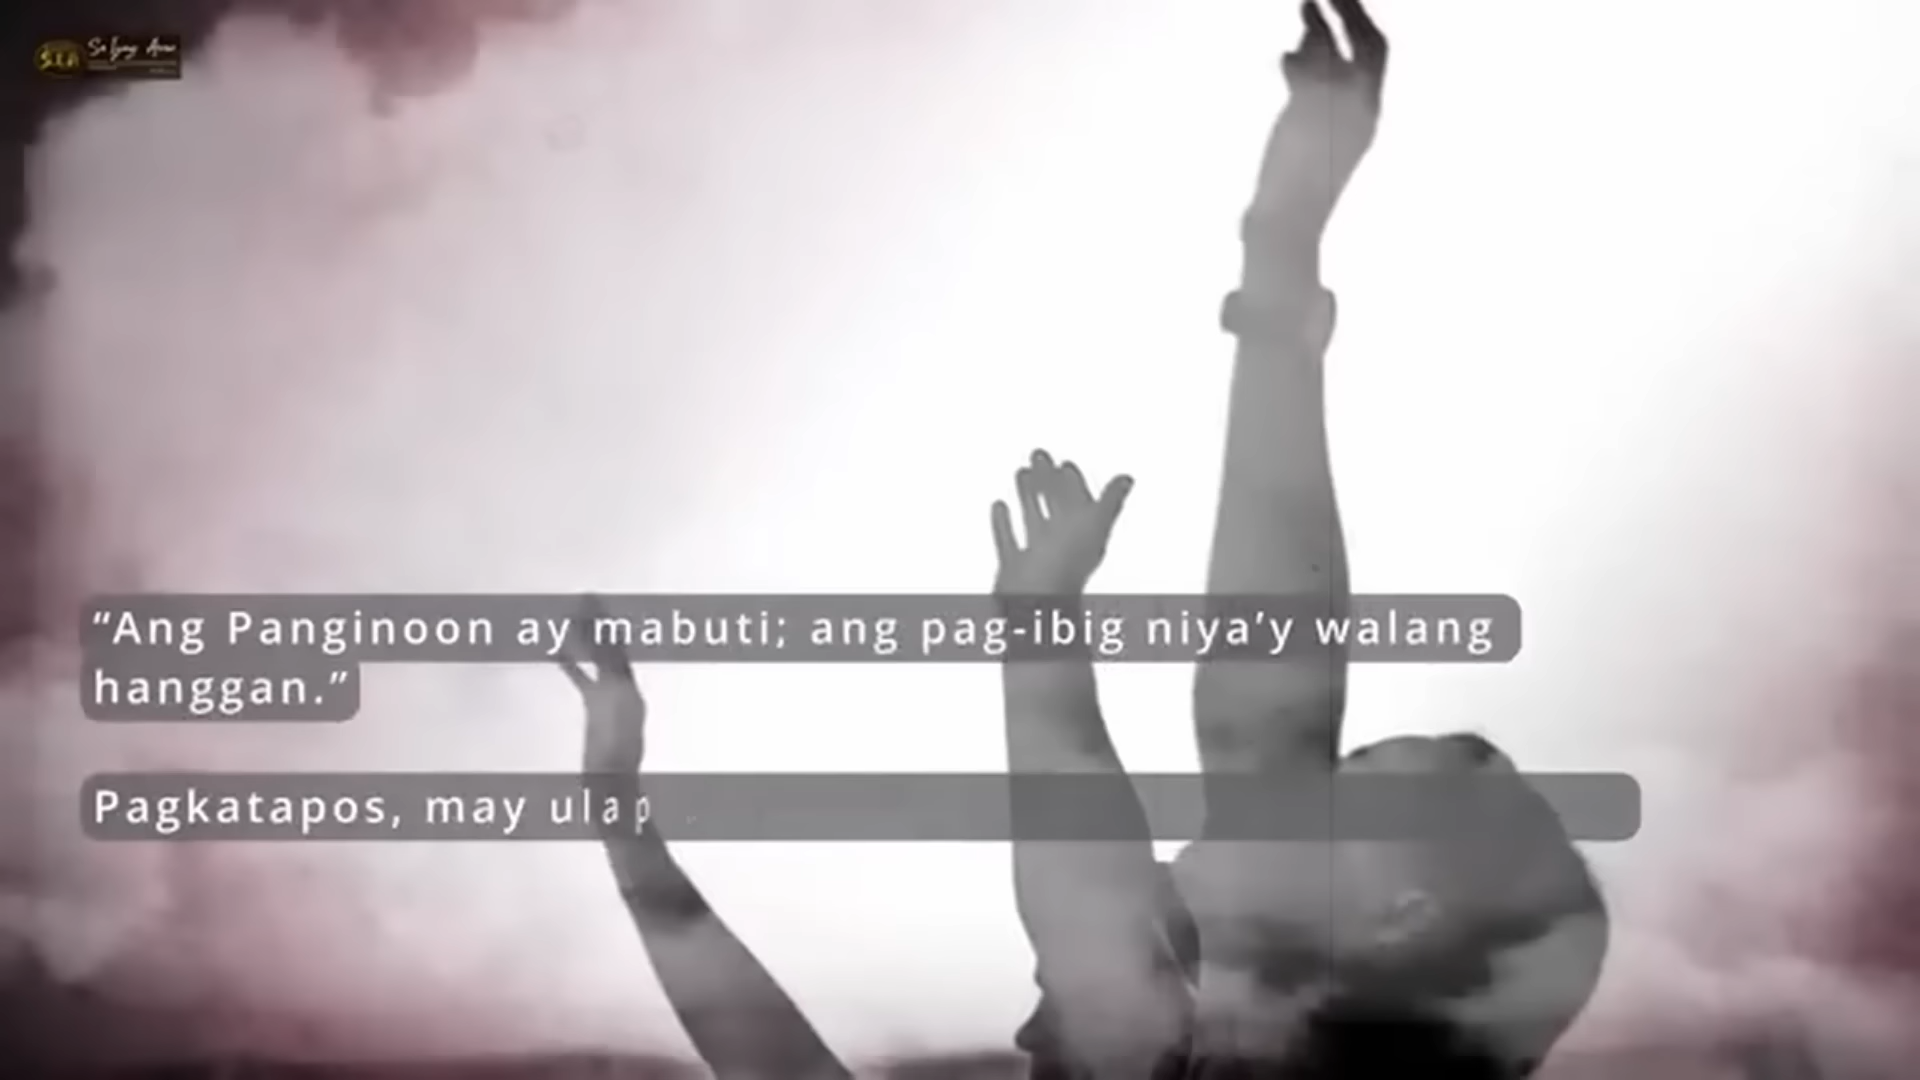 “Ang Panginoon ay mabuti; ang pag-ibig niya’y walang
hanggan.”
Pagkatapos, may ulap